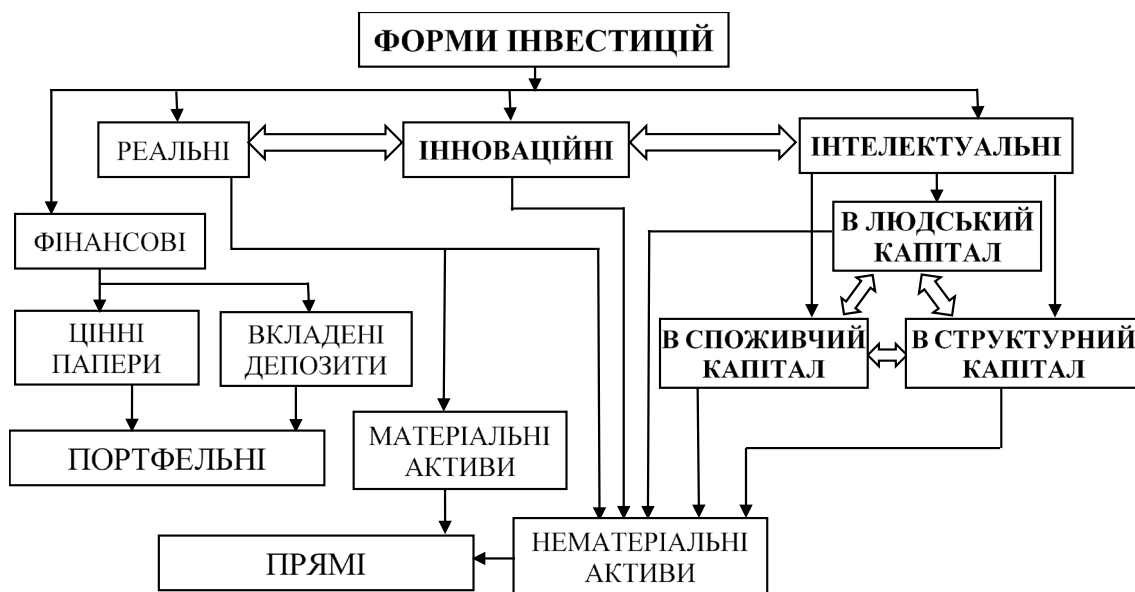 ФОРМИ ІНВЕСТИЦІЙ
РЕАЛЬНІ
ІННОВАЦІЙНІ
ІНТЕЛЕКТУАЛЬНІ
ФІНАНСОВІ
В ЛЮДСЬКИЙ
КАПІТАЛ
ЦІННІ
ПАПЕРИ
ВКЛАДЕНІ
ДЕПОЗИТИ
В СПОЖИВЧИЙ
КАПІТАЛ
В СТРУКТУРНИЙ
КАПІТАЛ
ПОРТФЕЛЬНІ
МАТЕРІАЛЬНІ
АКТИВИ
ПРЯМІ
НЕМАТЕРІАЛЬНІ
АКТИВИ